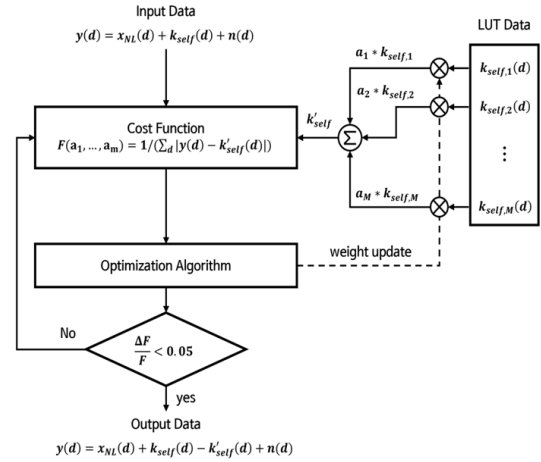 Input Data
y(d) = x_NL(d) + k_self(d) + n(d)
LUT Data
a_1 * k_self,1
k_self,1(d)
a_2 * k_self,2
k_self,2(d)
k'_self
Σ
Cost Function
F(a_1, ..., a_m) = 1/(∑_d |y(d) − k'_self(d)|)
⋮
a_M * k_self,M
k_self,M(d)
Optimization Algorithm
weight update
No
ΔF/F < 0.05
yes
Output Data
y(d) = x_NL(d) + k_self(d) − k'_self(d) + n(d)